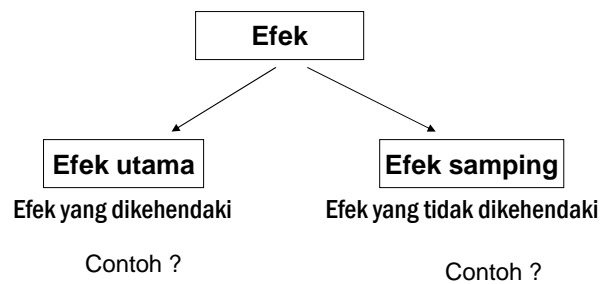 Efek
Efek utama
Efek samping
Efek yang dikehendaki
Efek yang tidak dikehendaki
Contoh ?
Contoh ?